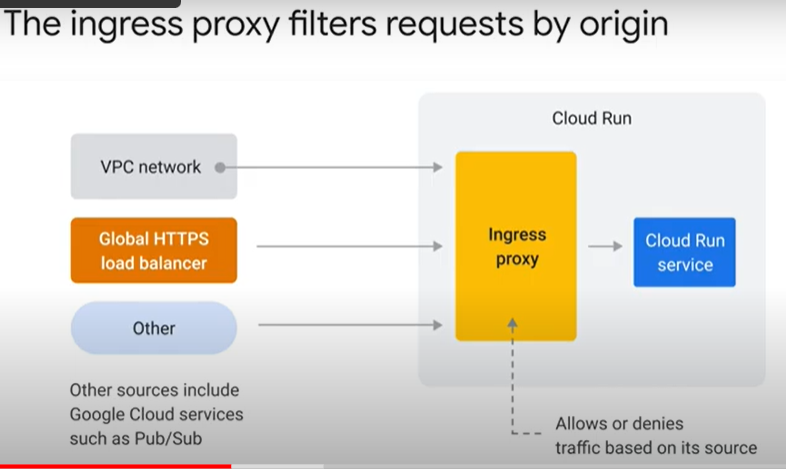 The ingress proxy filters requests by origin
Cloud Run
VPC network
Global HTTPS
load balancer
Other
Ingress
proxy
Cloud Run
service
Other sources include
Google Cloud services
such as Pub/Sub
Allows or denies
traffic based on its source